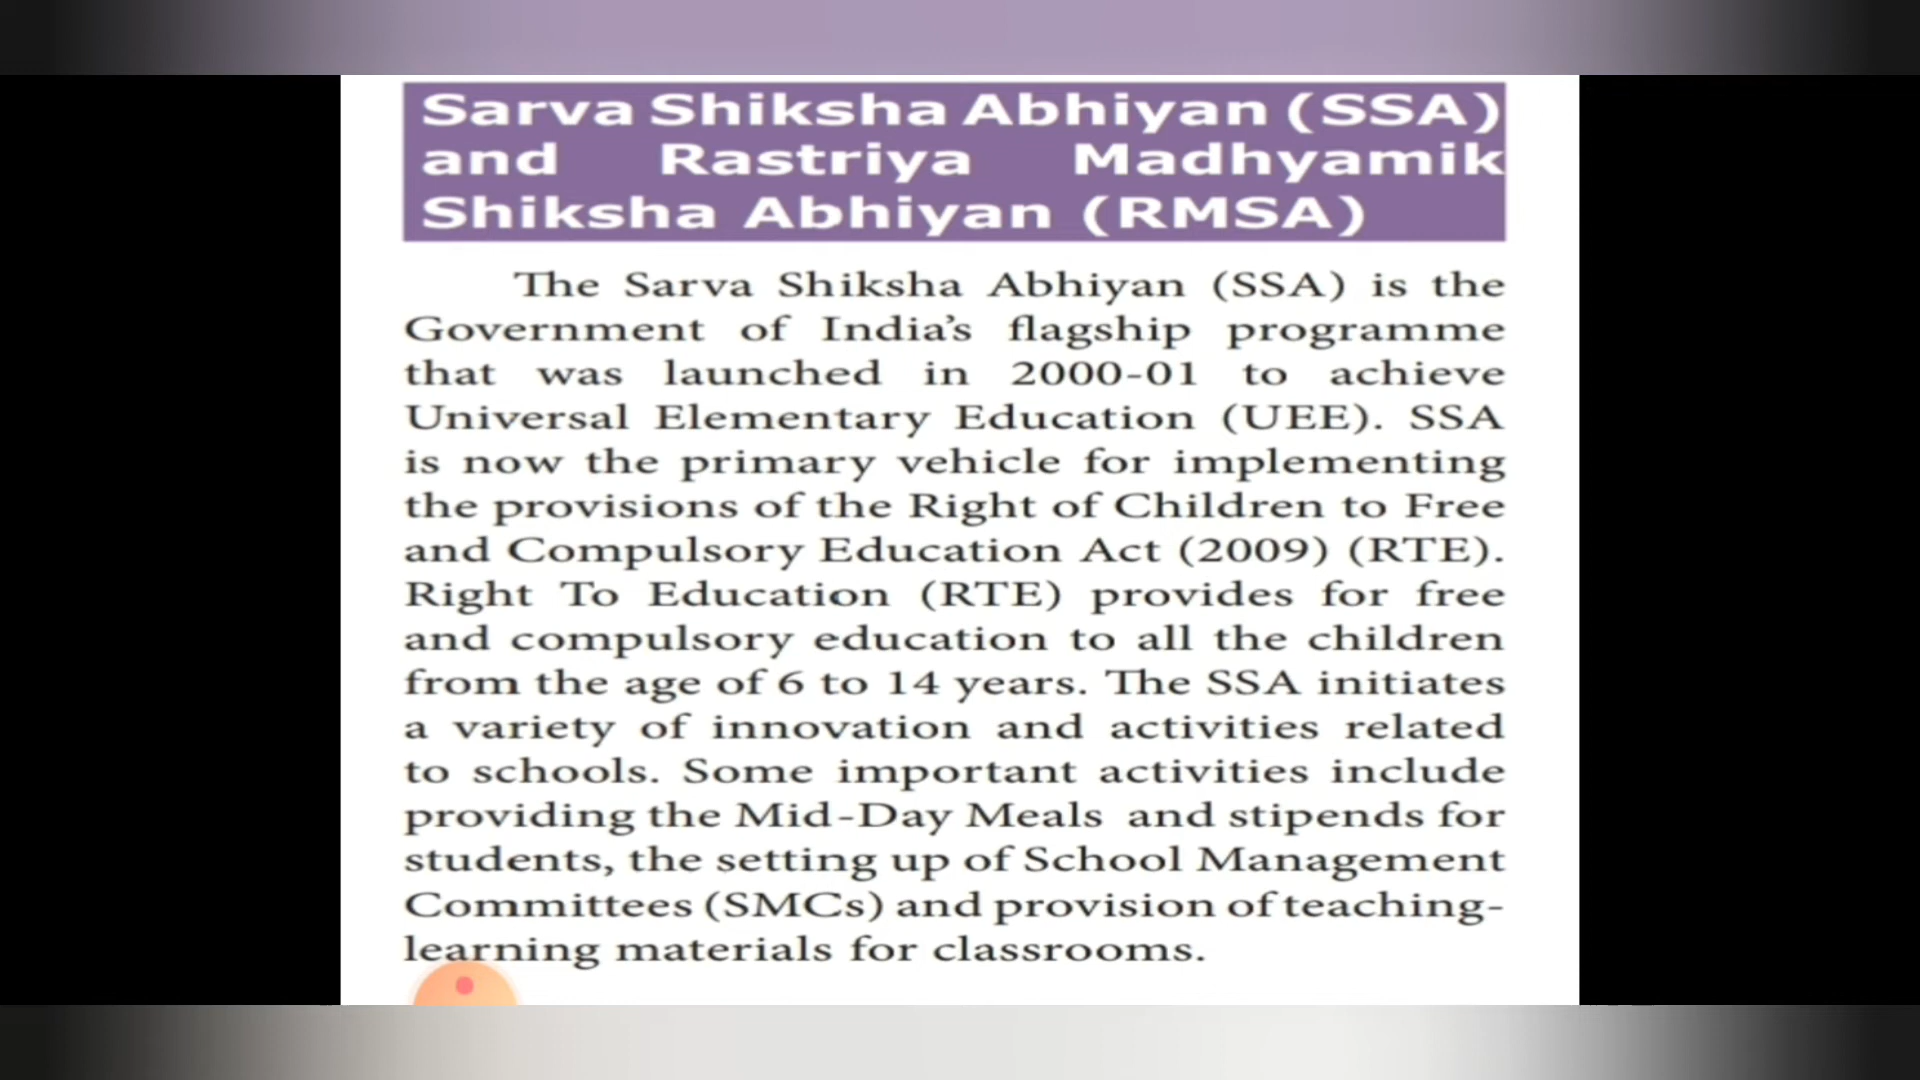 Sarva Shiksha Abhiyan (SSA)
and Rastriya Madhyamik
Shiksha Abhiyan (RMSA)
The Sarva Shiksha Abhiyan (SSA) is the
Government of India’s flagship programme
that was launched in 2000-01 to achieve
Universal Elementary Education (UEE). SSA
is now the primary vehicle for implementing
the provisions of the Right of Children to Free
and Compulsory Education Act (2009) (RTE).
Right To Education (RTE) provides for free
and compulsory education to all the children
from the age of 6 to 14 years. The SSA initiates
a variety of innovation and activities related
to schools. Some important activities include
providing the Mid-Day Meals and stipends for
students, the setting up of School Management
Committees (SMCs) and provision of teaching-
learning materials for classrooms.